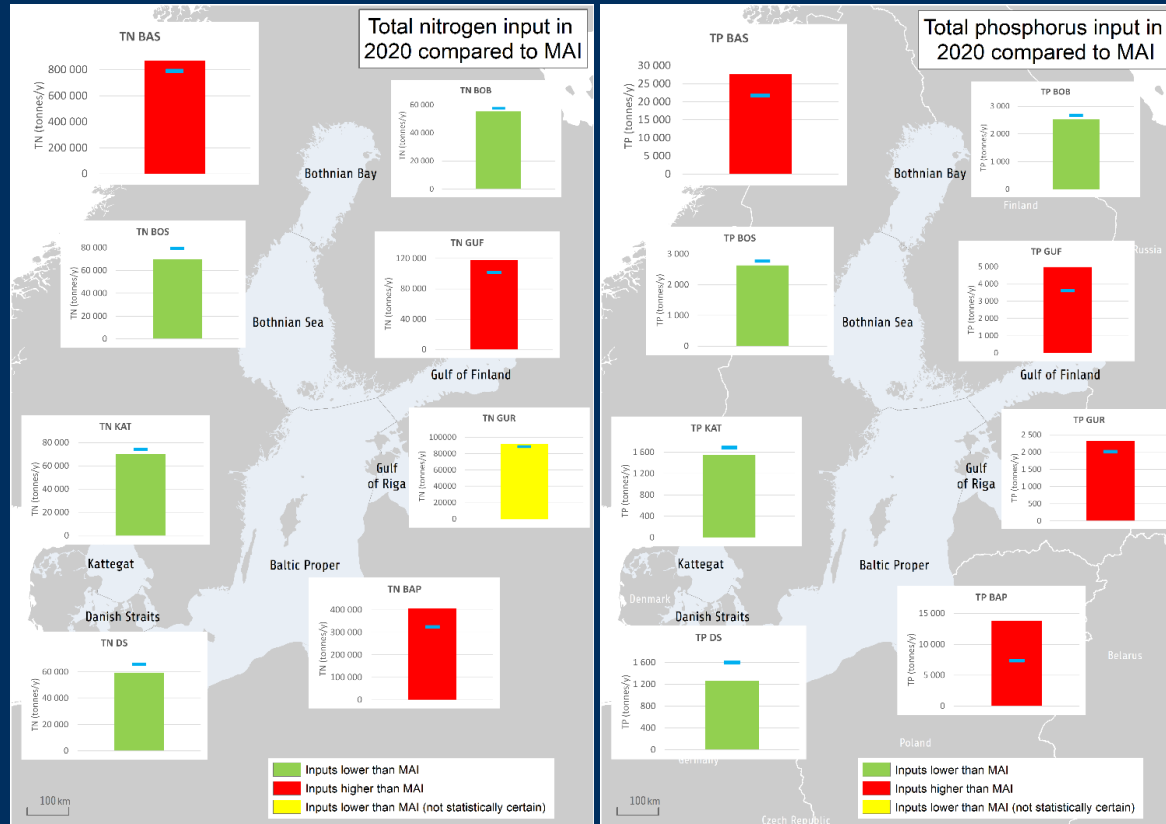 Total nitrogen input in
2020 compared to MAI
TN BAS
TN (tonnes/y)
800 000
600 000
400 000
200 000
0
TN BOB
TN (tonnes/y)
60 000
40 000
20 000
0
Bothnian Bay
TN BOS
TN (tonnes/y)
80 000
60 000
40 000
20 000
0
TN GUF
TN (tonnes/y)
120 000
80 000
40 000
0
Bothnian Sea
Gulf of Finland
TN KAT
TN (tonnes/y)
80 000
60 000
40 000
20 000
0
TN GUR
TN (tonnes/y)
100000
80000
60000
40000
20000
0
Gulf
of Riga
Kattegat
Baltic Proper
Danish Straits
TN BAP
TN (tonnes/y)
400 000
300 000
200 000
100 000
0
TN DS
TN (tonnes/y)
60 000
40 000
20 000
0
Inputs lower than MAI
Inputs higher than MAI
Inputs lower than MAI (not statistically certain)
100 km
Total phosphorus input in
2020 compared to MAI
TP BAS
TP (tonnes/y)
30 000
25 000
20 000
15 000
10 000
5 000
0
TP BOB
TP (tonnes/y)
3 000
2 000
1 000
0
Bothnian Bay
Finland
TP BOS
TP (tonnes/y)
3 000
2 000
1 000
0
TP GUF
TP (tonnes/y)
5 000
4 000
3 000
2 000
1 000
0
Russia
Bothnian Sea
Gulf of Finland
TP KAT
TP (tonnes/y)
1 600
1 200
800
400
0
TP GUR
TP (tonnes/y)
2 500
2 000
1 500
1 000
500
0
Gulf
of Riga
Kattegat
Baltic Proper
Denmark
Danish Straits
TP BAP
TP (tonnes/y)
15 000
10 000
5 000
0
Belarus
TP DS
TP (tonnes/y)
1 600
1 200
800
400
0
Poland
Germany
Inputs lower than MAI
Inputs higher than MAI
Inputs lower than MAI (not statistically certain)
100 km
Czech Republic